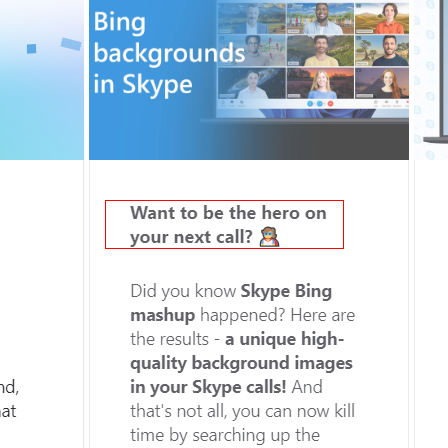 Bing
backgrounds
in Skype
Want to be the hero on
your next call? 🦸
Did you know Skype Bing
mashup happened? Here are
the results - a unique high-
quality background images
in your Skype calls! And
that's not all, you can now kill
time by searching up the
nd,
at